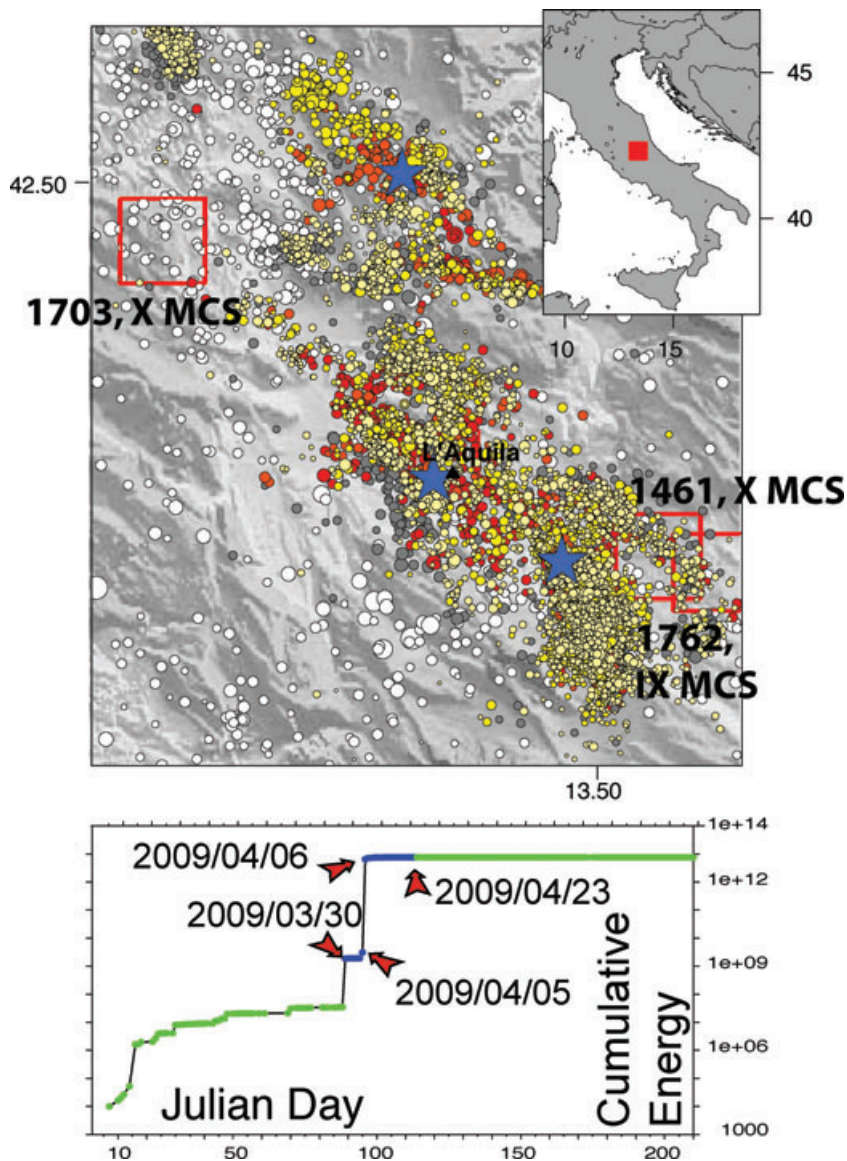 45
42.50
40
1703, X MCS
10 15
L'Aquila
1461, X MCS
1762,
IX MCS
13.50
1e+14
2009/04/06
1e+12
2009/04/23
2009/03/30
1e+09
2009/04/05
Cumulative
Energy
1e+06
Julian Day
1000
10 50 100 150 200